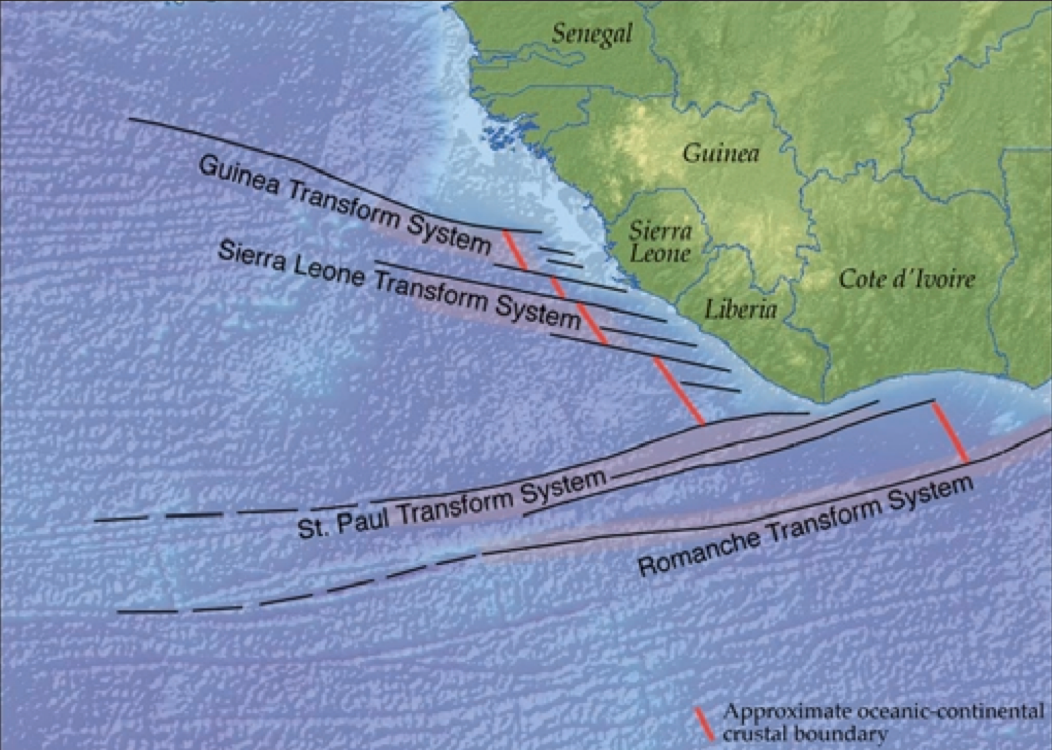 Senegal
Guinea
Guinea Transform System
Sierra
Leone
Sierra Leone Transform System
Cote d'Ivoire
Liberia
St. Paul Transform System
Romanche Transform System
Approximate oceanic-continental
crustal boundary